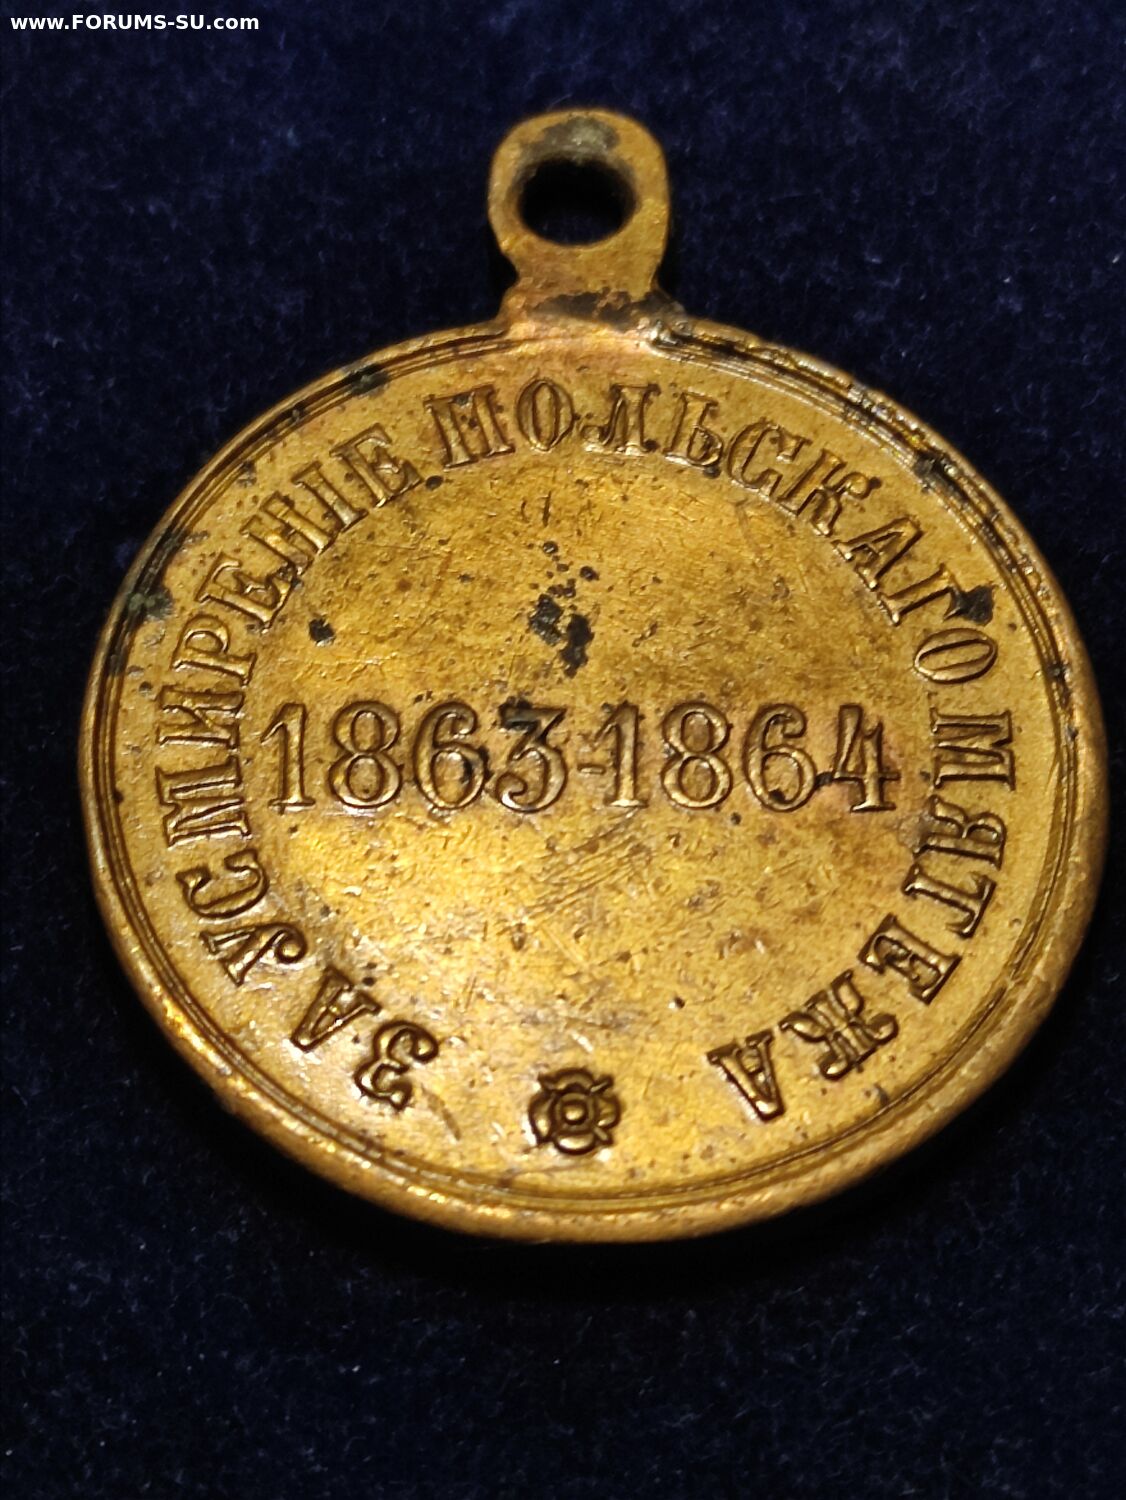 www.FORUMS-SU.com
ЗА УСМИРЕНІЕ ПОЛЬСКАГО МЯТЕЖА
1863-1864